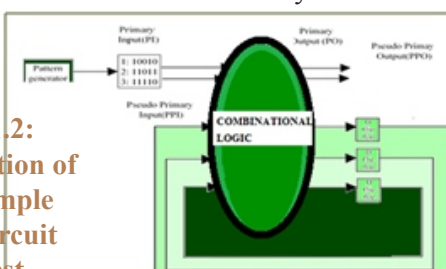 Primary
Input(PI)
Primary
Output (PO)
Pseudo Primary
Output(PPO)
Pattern
generator
1: 10010
2: 11011
3: 11110
Pseudo Primary
Input(PPI)
COMBINATIONAL
LOGIC
.2:
tion of
mple
rcuit